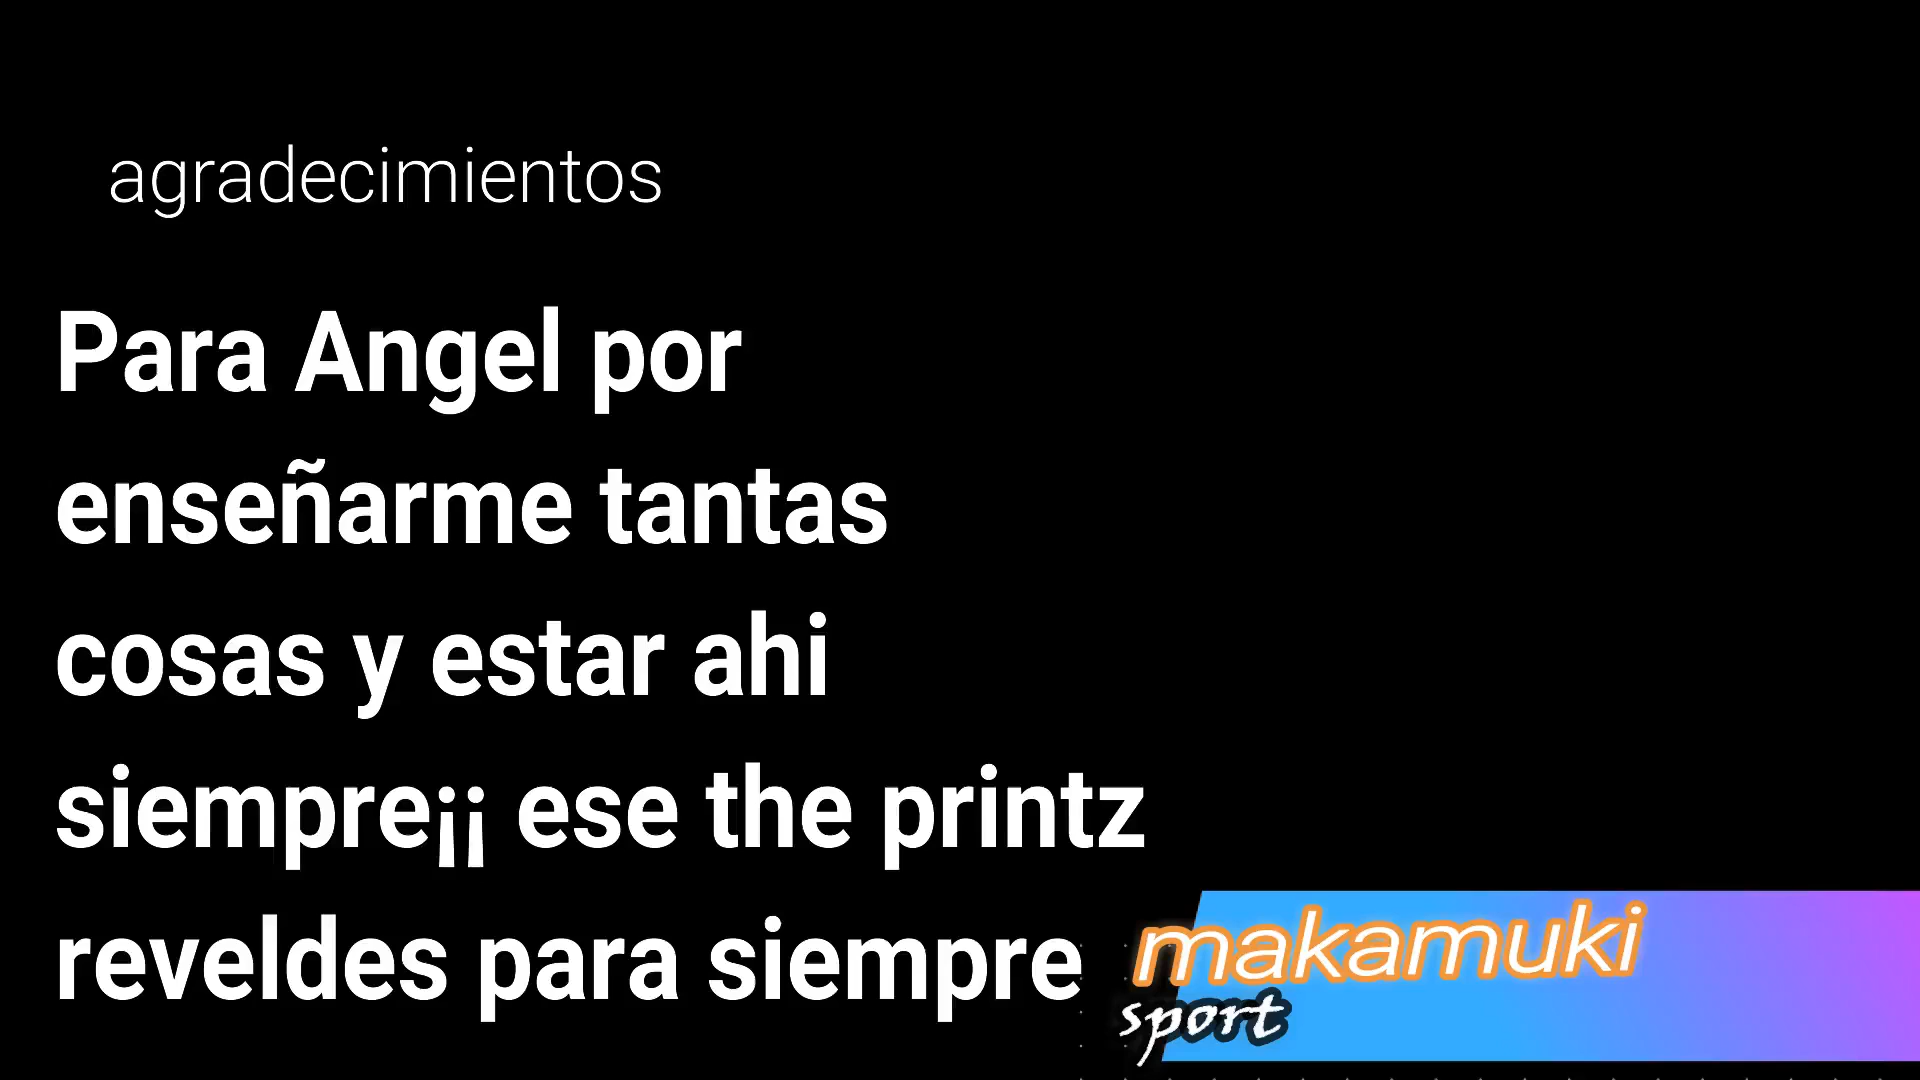 agradecimientos
Para Angel por
enseñarme tantas
cosas y estar ahi
siempre¡¡ ese the printz
reveldes para siempre
makamuki
sport